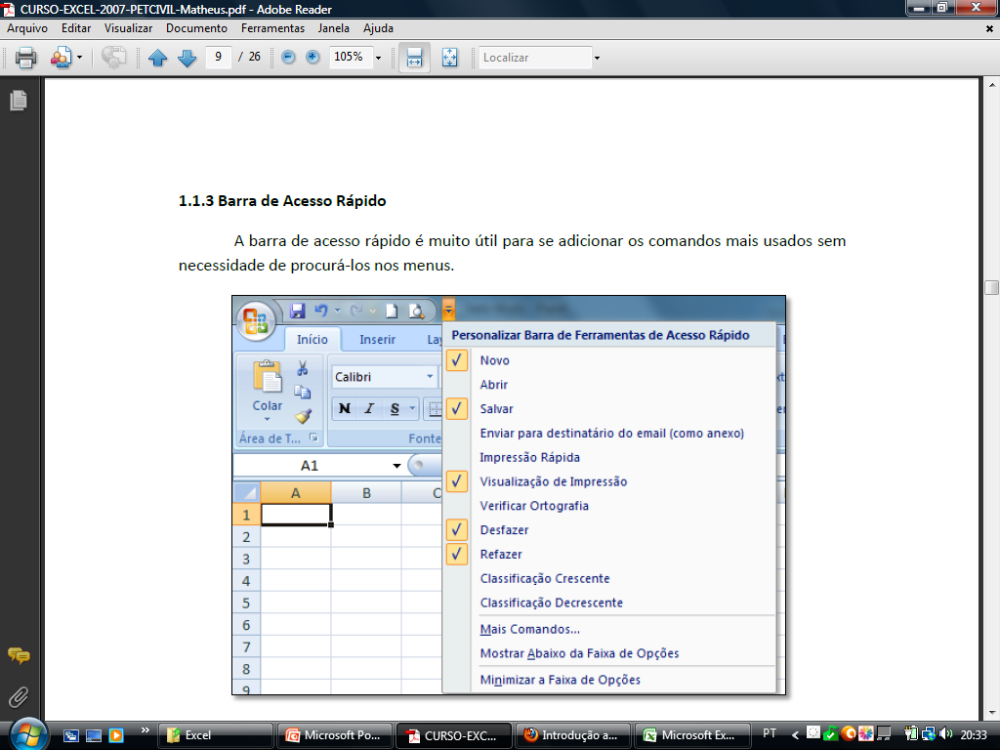 CURSO-EXCEL-2007-PETCIVIL-Matheus.pdf - Adobe Reader
Arquivo Editar Visualizar Documento Ferramentas Janela Ajuda
9 / 26 105% Localizar
1.1.3 Barra de Acesso Rápido
A barra de acesso rápido é muito útil para se adicionar os comandos mais usados sem
necessidade de procurá-los nos menus.
Início Inserir
Personalizar Barra de Ferramentas de Acesso Rápido
Colar
Área de T...
Calibri
N I S
Fonte
A1
A B C
1
2
3
4
5
6
7
8
9
Novo
Abrir
Salvar
Enviar para destinatário do email (como anexo)
Impressão Rápida
Visualização de Impressão
Verificar Ortografia
Desfazer
Refazer
Classificação Crescente
Classificação Decrescente
Mais Comandos...
Mostrar Abaixo da Faixa de Opções
Minimizar a Faixa de Opções
Excel Microsoft Po... CURSO-EXC... Introdução a... Microsoft Ex... PT 20:33